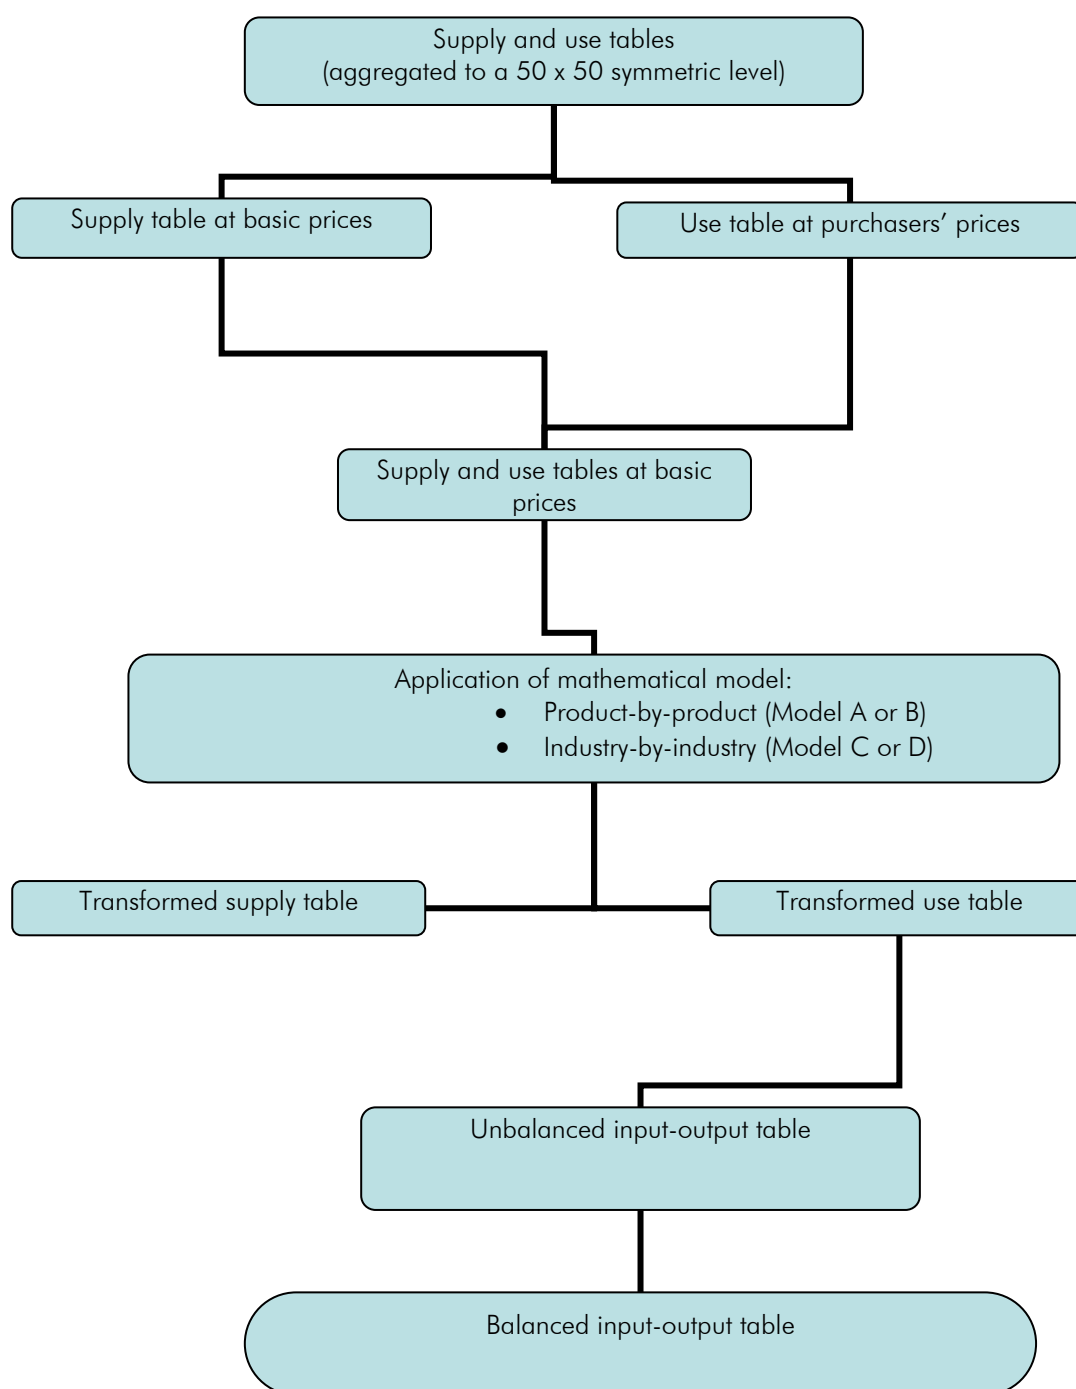 Supply and use tables
(aggregated to a 50 x 50 symmetric level)
Supply table at basic prices
Use table at purchasers’ prices
Supply and use tables at basic
prices
Application of mathematical model:
• Product-by-product (Model A or B)
• Industry-by-industry (Model C or D)
Transformed supply table
Transformed use table
Unbalanced input-output table
Balanced input-output table